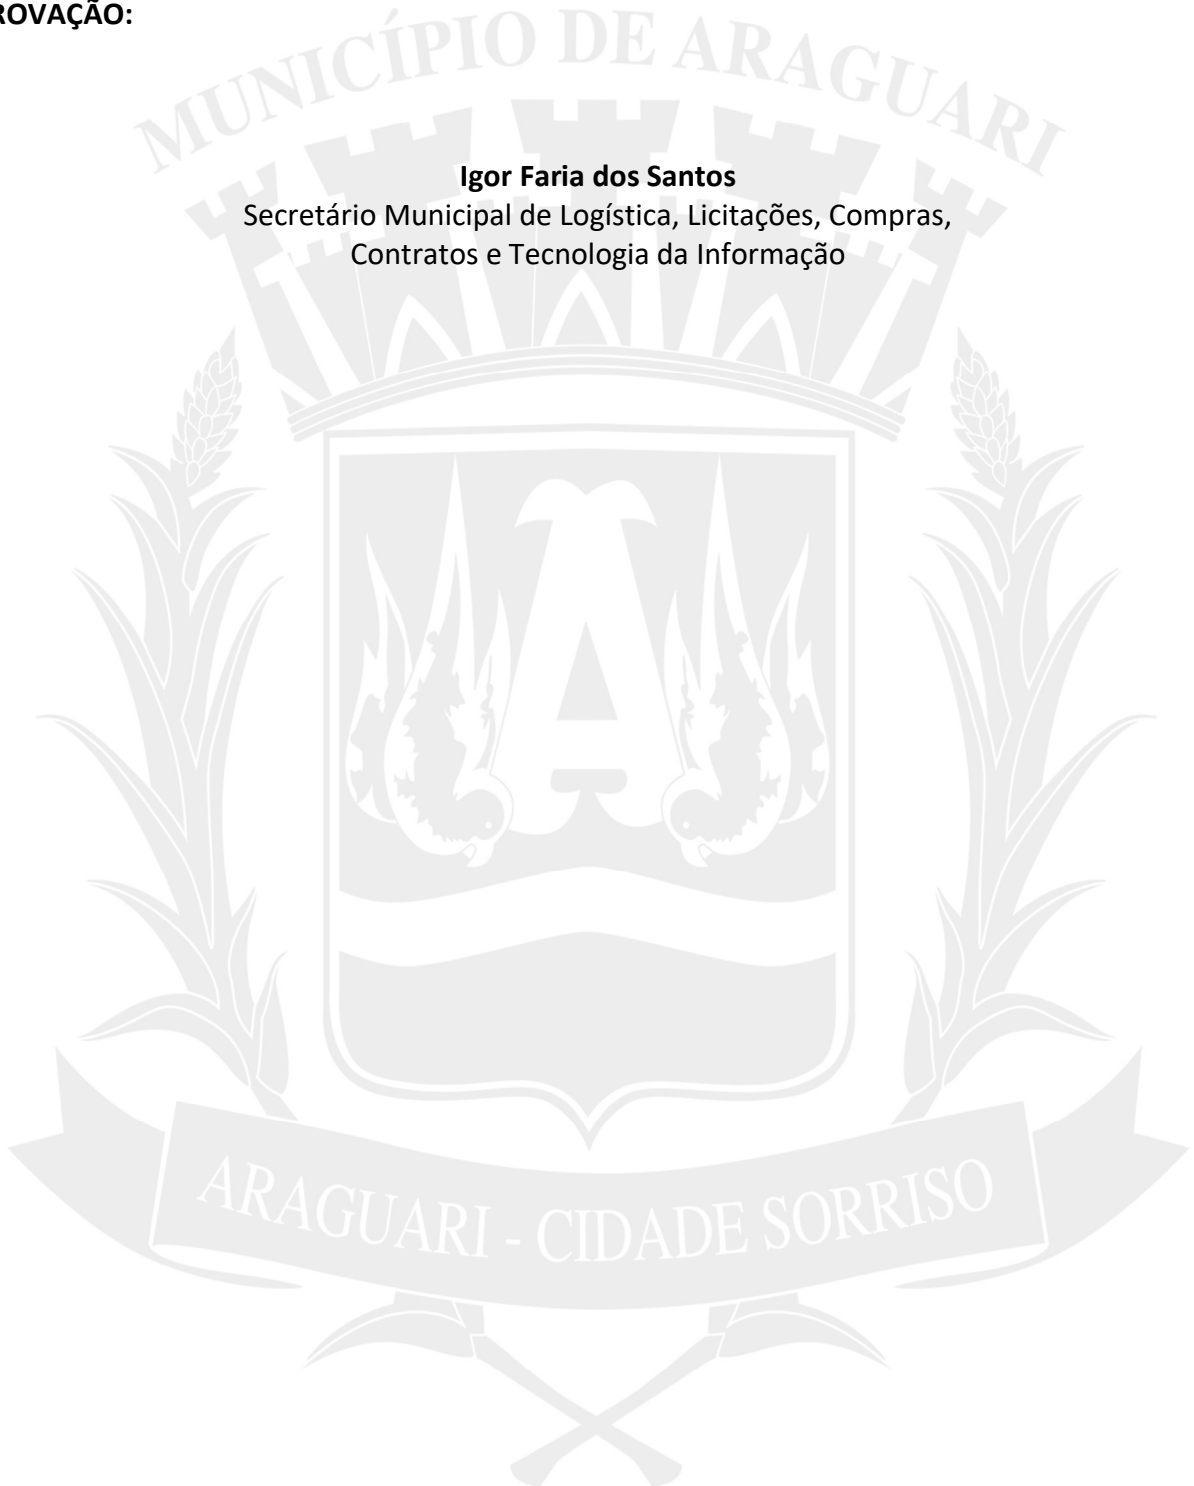 ROVAÇÃO:
MUNICÍPIO DE ARAGUARI
Igor Faria dos Santos
Secretário Municipal de Logística, Licitações, Compras,
Contratos e Tecnologia da Informação
A
ARAGUARI - CIDADE SORRISO